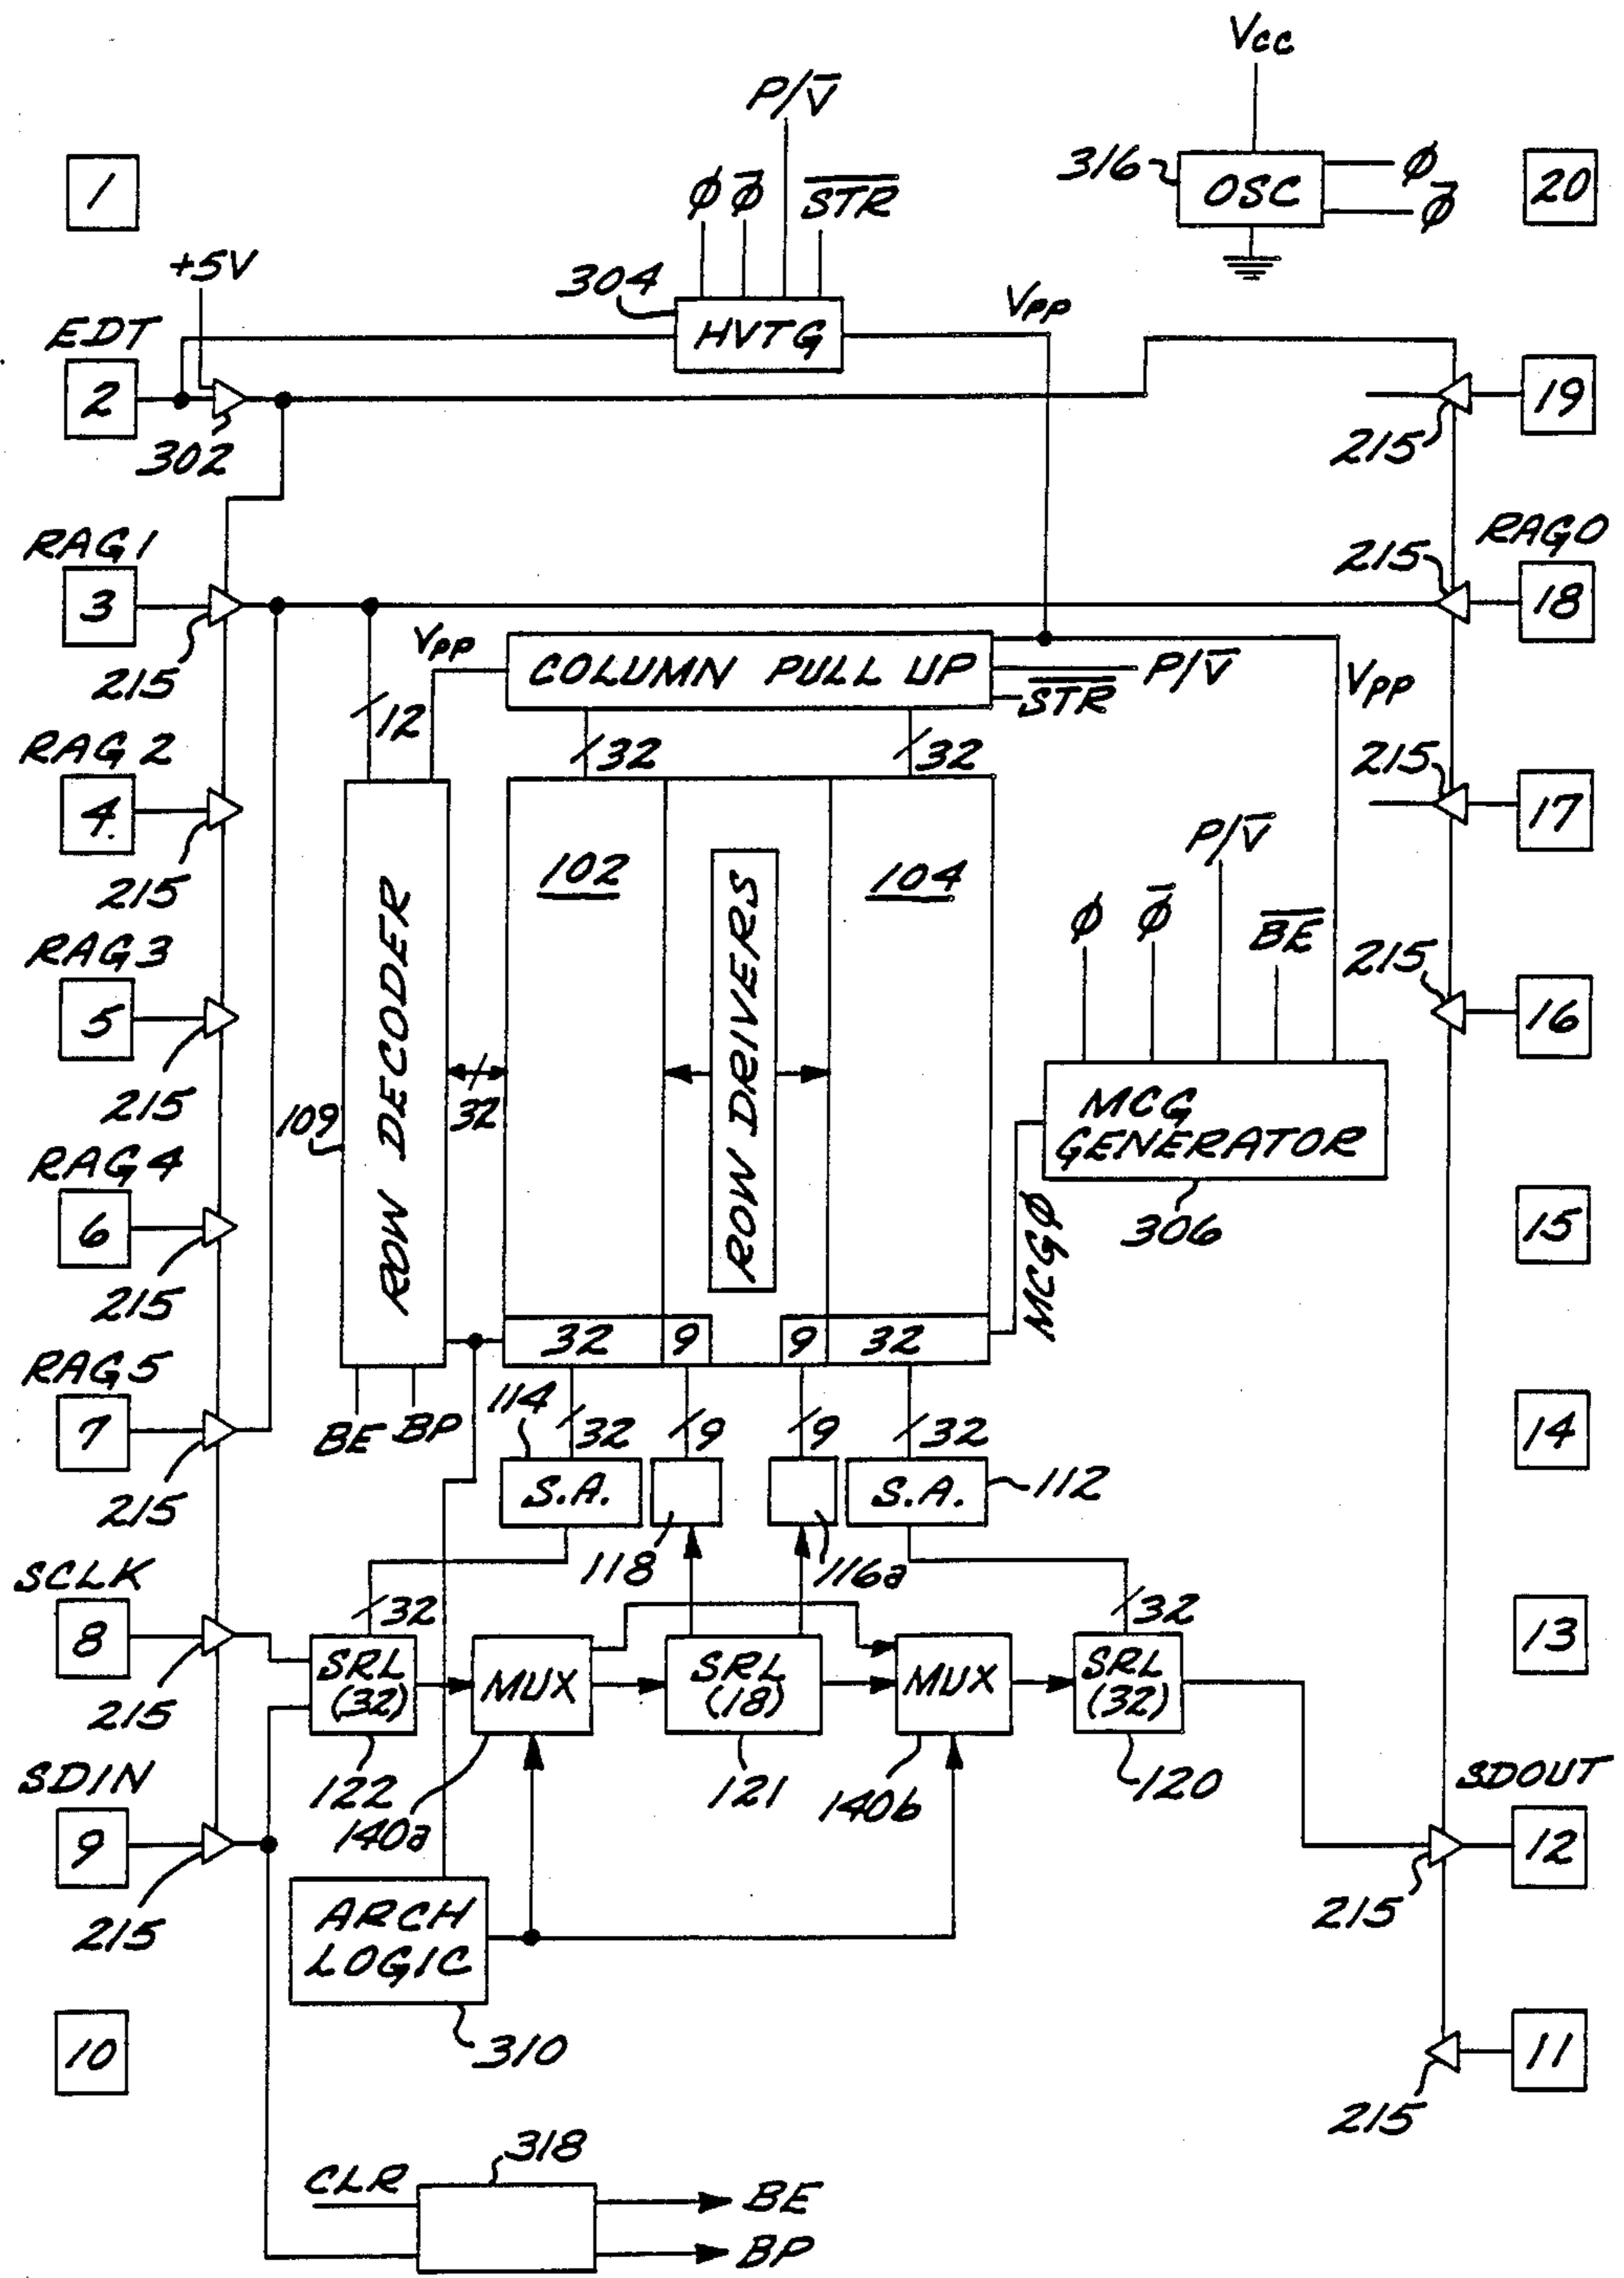 Vcc
P/V̅
1
ϕ ϕ̅ S̅T̅R̅
316
OSC
ϕ
ϕ̅
20
+5V
304
HVTG
Vpp
EDT
2
302
19
215
RAG1
3
215
215
RAG0
18
Vpp
COLUMN PULL UP
P/V̅
S̅T̅R̅
Vpp
12
32
32
RAG2
4
215
215
17
102
104
ROW DECODER
ROW DRIVERS
P/V̅
ϕ ϕ̅ B̅E̅
RAG3
5
215
215
16
109
32
MCG
GENERATOR
306
MCGϕ
RAG4
6
215
15
32 9 9 32
RAG5
7
215
BE BP
114
32 9 9 32
14
S.A.
S.A.
112
118
116a
SCLK
8
215
32
32
13
SRL
(32)
MUX
SRL
(18)
MUX
SRL
(32)
122
140a
121
140b
120
SDIN
9
215
SDOUT
12
215
ARCH
LOGIC
310
10
11
215
318
CLR
BE
BP